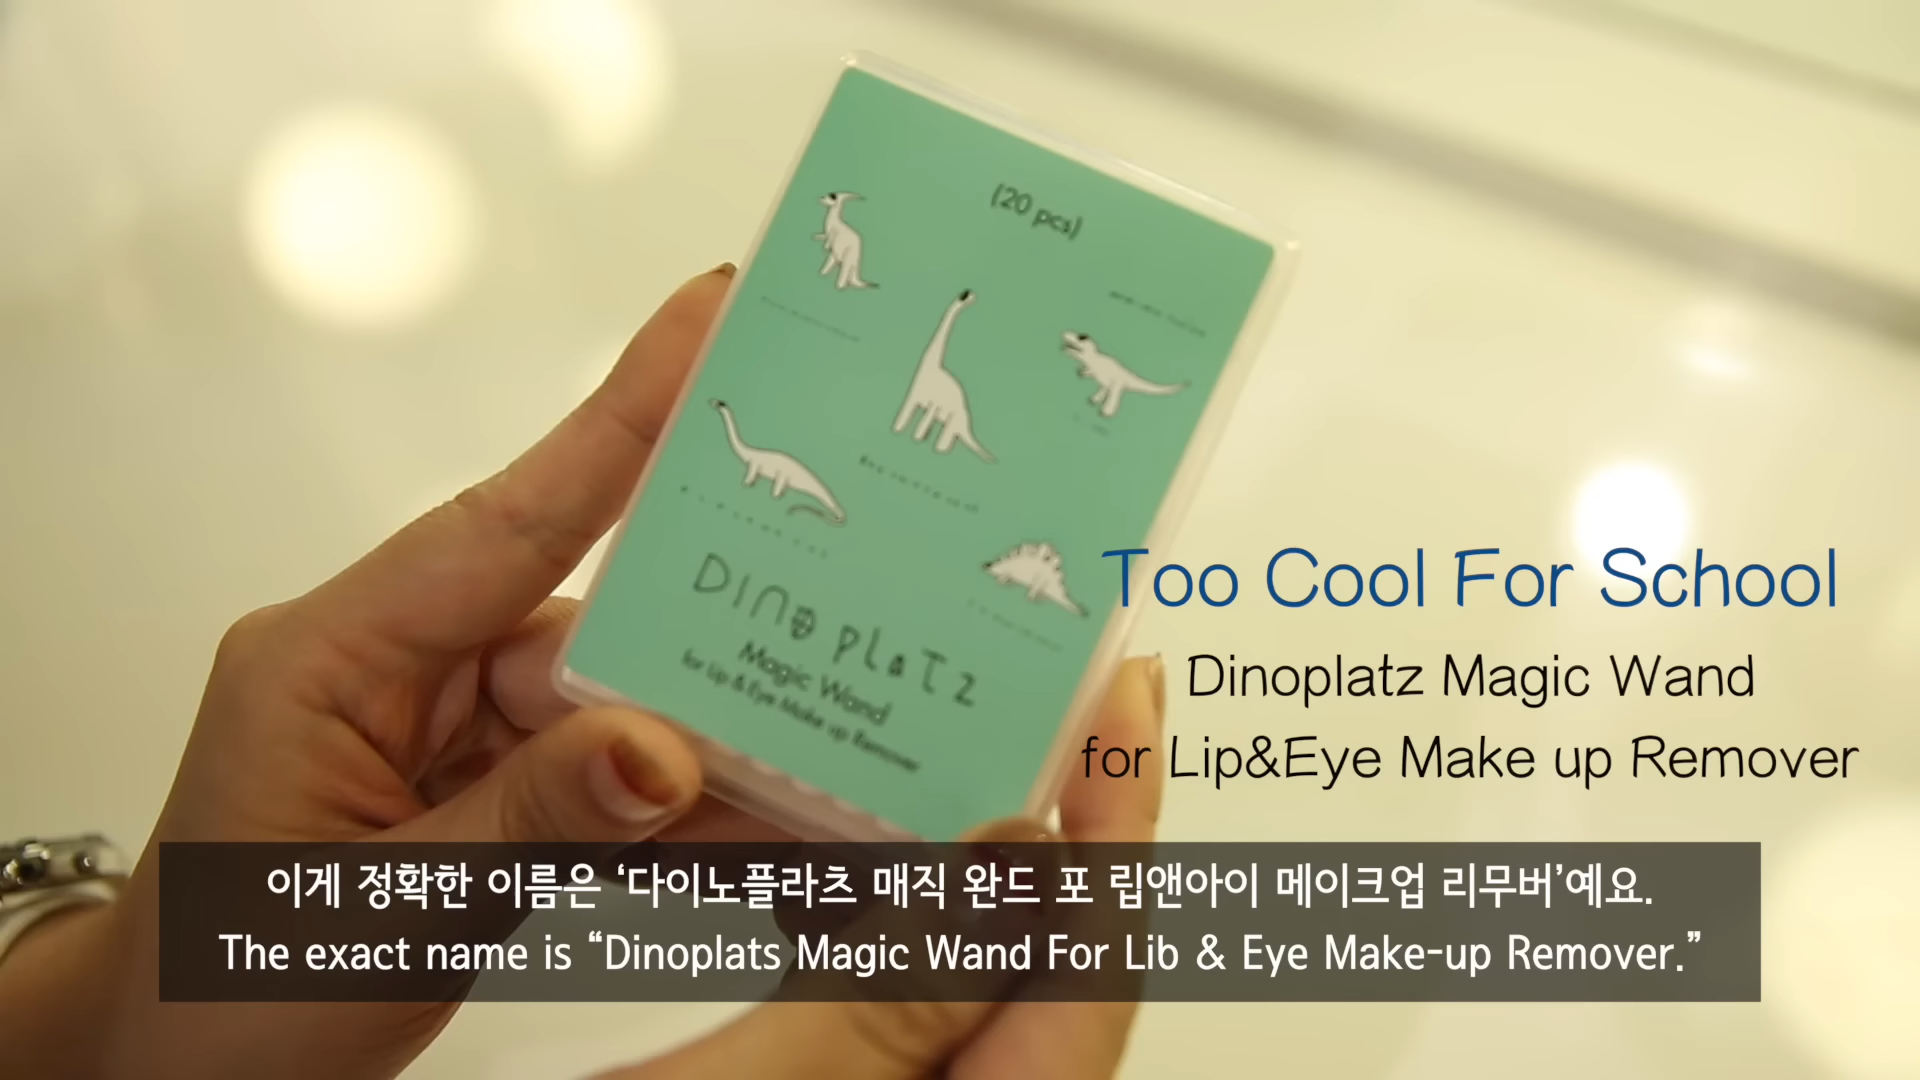 (20 pcs)
DINO PLATZ
Magic Wand
for Lip & Eye Make up Remover
Too Cool For School
Dinoplatz Magic Wand
for Lip&Eye Make up Remover
이게 정확한 이름은 ‘다이노플라츠 매직 완드 포 립앤아이 메이크업 리무버’예요.
The exact name is “Dinoplats Magic Wand For Lib & Eye Make-up Remover.”